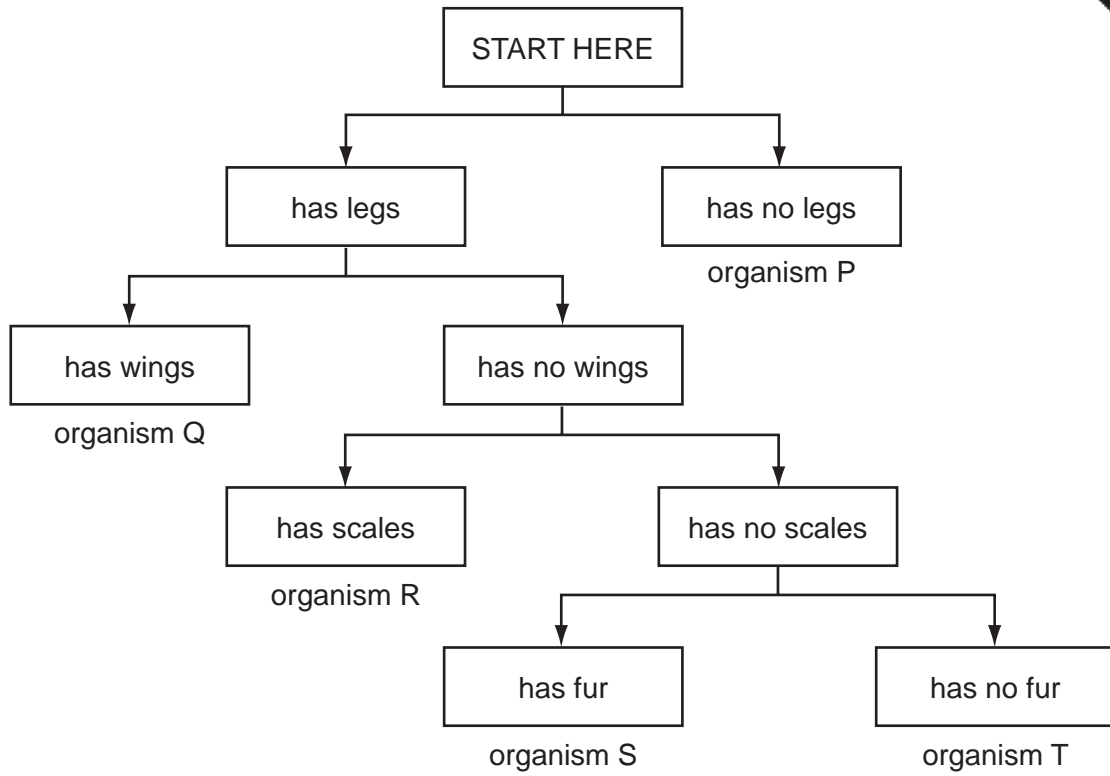 START HERE
has legs
has no legs
organism P
has wings
has no wings
organism Q
has scales
has no scales
organism R
has fur
has no fur
organism S
organism T